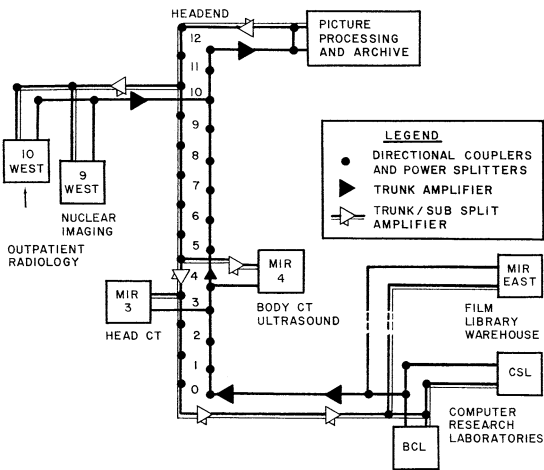 HEADEND
PICTURE
PROCESSING
AND ARCHIVE
12
11
10
9
8
7
6
5
4
3
2
1
0
10
WEST
9
WEST
NUCLEAR
IMAGING
OUTPATIENT
RADIOLOGY
LEGEND
DIRECTIONAL COUPLERS
AND POWER SPLITTERS
TRUNK AMPLIFIER
TRUNK/SUB SPLIT
AMPLIFIER
MIR
4
BODY CT
ULTRASOUND
MIR
3
HEAD CT
MIR
EAST
FILM
LIBRARY
WAREHOUSE
CSL
COMPUTER
RESEARCH
LABORATORIES
BCL